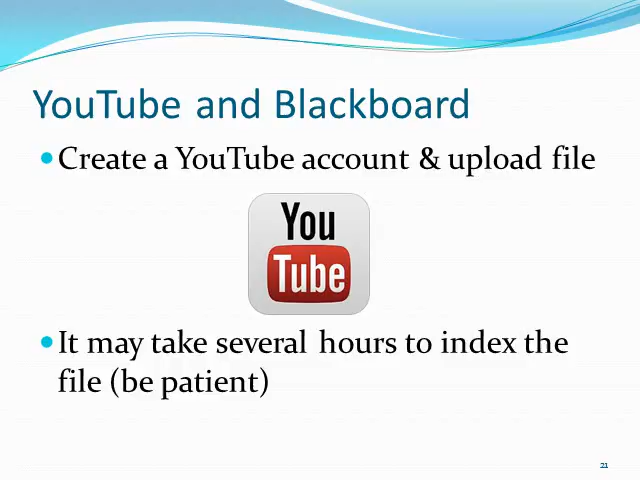 YouTube and Blackboard
Create a YouTube account & upload file
You
Tube
It may take several hours to index the
file (be patient)
21